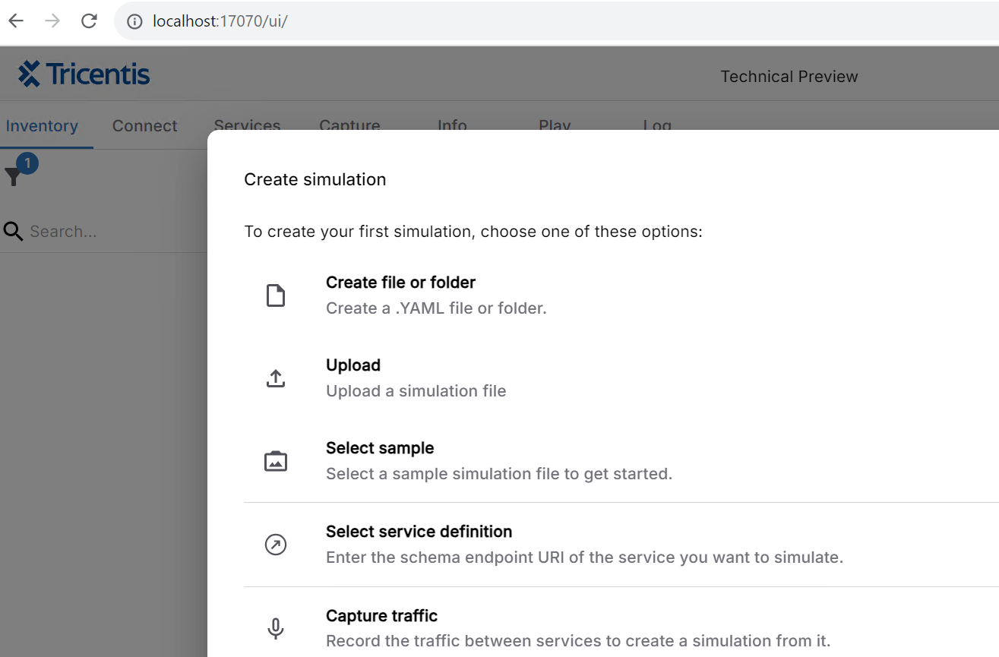 localhost:17070/ui/
Tricentis
Technical Preview
Inventory Connect Services Capture Info Play Log
1
Search...
Create simulation
To create your first simulation, choose one of these options:
Create file or folder
Create a .YAML file or folder.
Upload
Upload a simulation file
Select sample
Select a sample simulation file to get started.
Select service definition
Enter the schema endpoint URI of the service you want to simulate.
Capture traffic
Record the traffic between services to create a simulation from it.